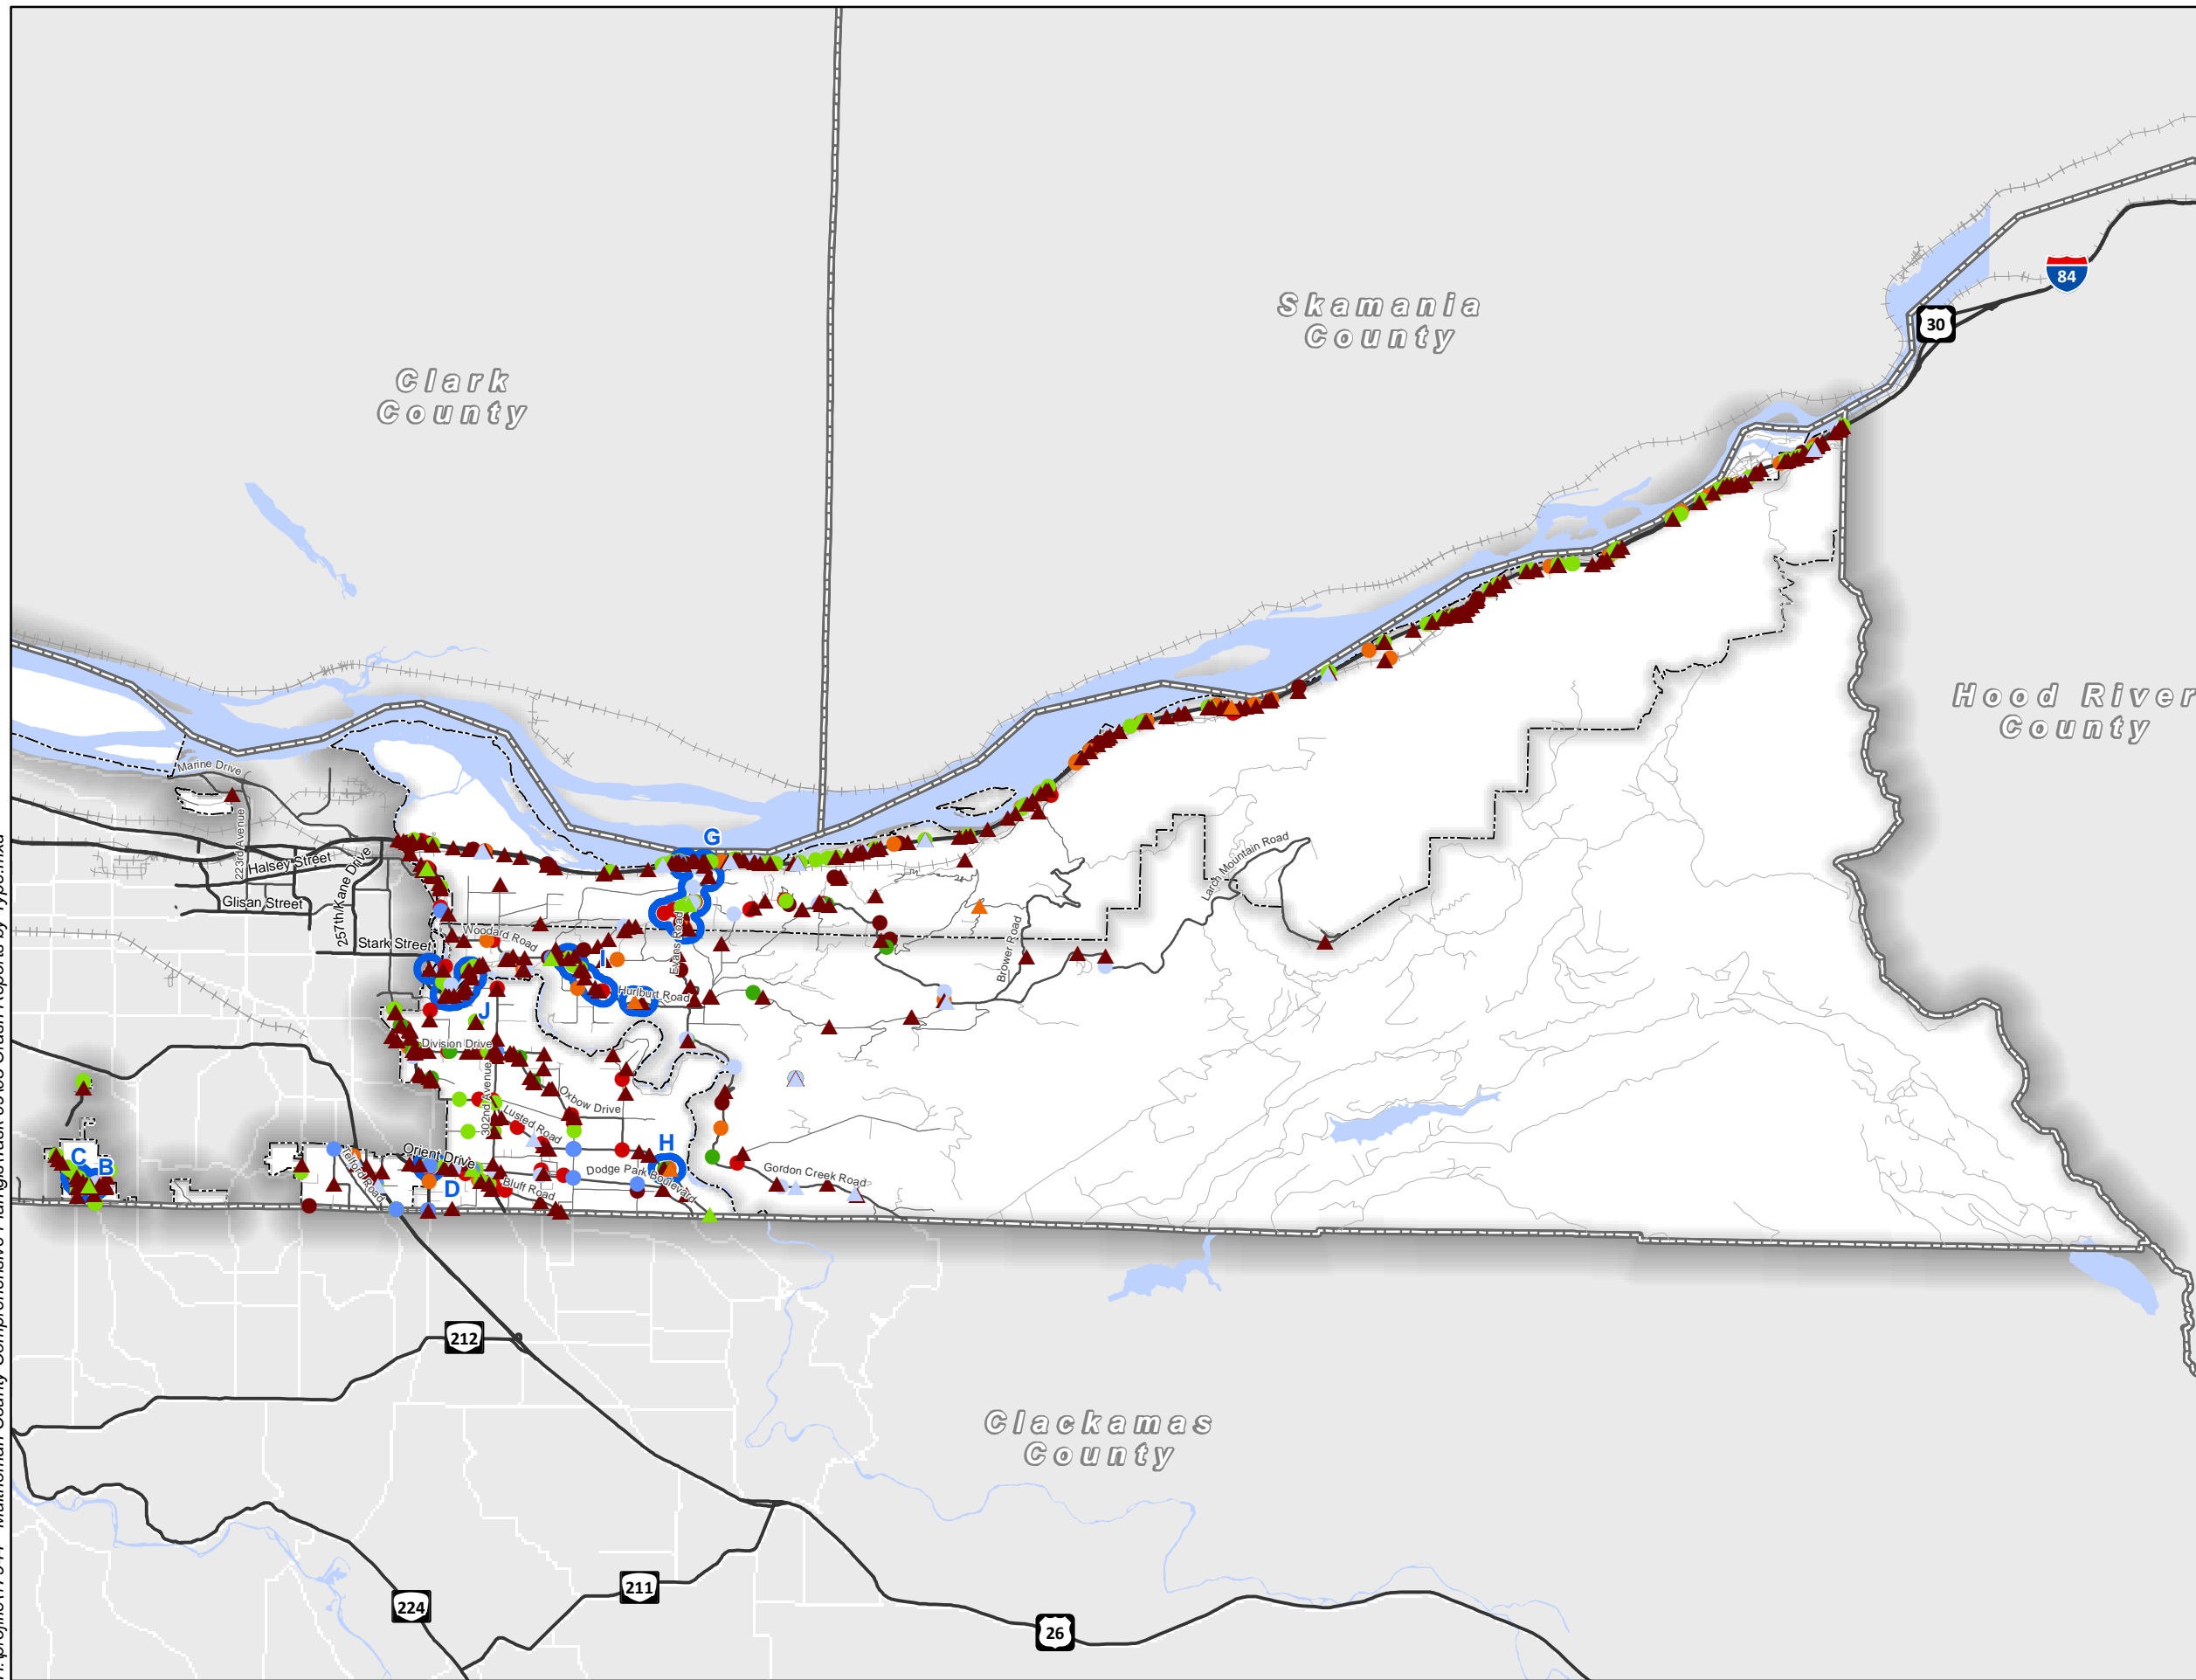 84
30
Skamania
County
Clark
County
Hood River
County
Marine Drive
223rd Avenue
Halsey Street
257th/Kane Drive
Glisan Street
Stark Street
G
Larch Mountain Road
Woodard Road
Evans Road
I
Brower Road
Hurlburt Road
J
Division Drive
302nd Avenue
Oxbow Drive
Lusted Road
H
C
B
Orient Drive
Telford Road
Dodge Park Boulevard
Gordon Creek Road
D
Bluff Road
212
Clackamas
County
211
224
26